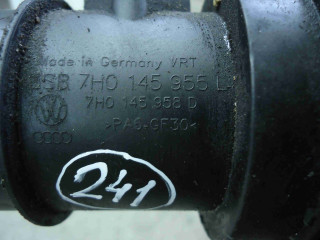 Made in Germany VRT
7H0 145 955 L
7H0 145 958 D
>PA6-GF30<
241